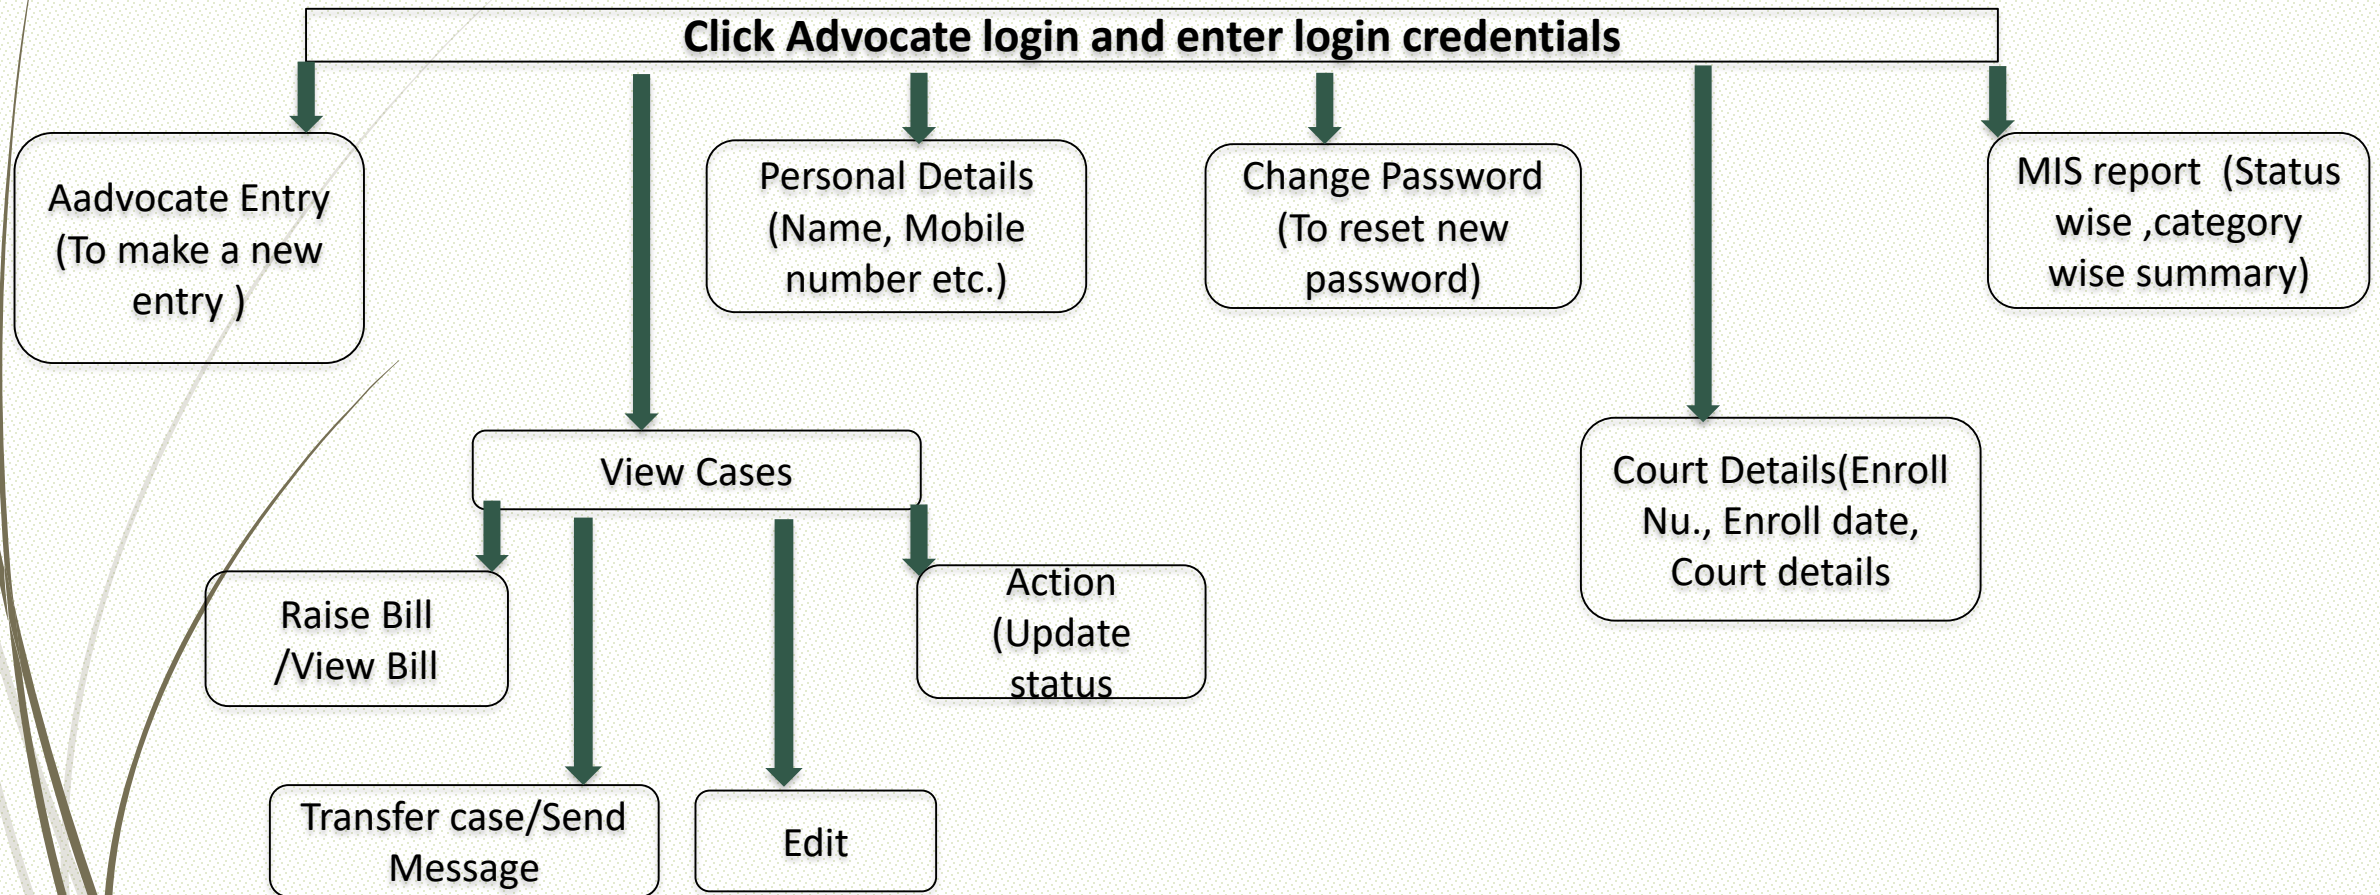 Click Advocate login and enter login credentials
Aadvocate Entry
(To make a new
entry )
Personal Details
(Name, Mobile
number etc.)
Change Password
(To reset new
password)
MIS report  (Status
wise ,category
wise summary)
View Cases
Court Details(Enroll
Nu., Enroll date,
Court details
Raise Bill
/View Bill
Action
(Update
status
Transfer case/Send
Message
Edit